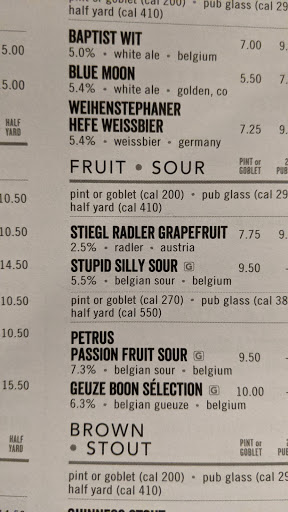 pub glass (cal 29
half yard (cal 410)
BAPTIST WIT
5.0% • white ale • belgium 7.00 9.
5.00
BLUE MOON
5.4% • white ale • golden, co 5.50 7.
5.00
WEIHENSTEPHANER
HEFE WEISSBIER
5.4% • weissbier • germany 7.25 9.
HALF
YARD
FRUIT • SOUR PINT or
GOBLET
PUB
10.50
pint or goblet (cal 200) • pub glass (cal 29
half yard (cal 410)
10.50
STIEGL RADLER GRAPEFRUIT 7.75 9.
2.5% • radler • austria
14.50
STUPID SILLY SOUR G 9.50 -
5.5% • belgian sour • belgium
10.50
pint or goblet (cal 270) • pub glass (cal 38
half yard (cal 550)
10.50
PETRUS
PASSION FRUIT SOUR G 9.50 -
7.3% • belgian sour • belgium
15.50
GEUZE BOON SÉLECTION G 10.00 -
6.3% • belgian gueuze • belgium
BROWN
• STOUT PINT or
GOBLET
PUB
HALF
YARD
pint or goblet (cal 200) • pub glass (cal 29
half yard (cal 410)